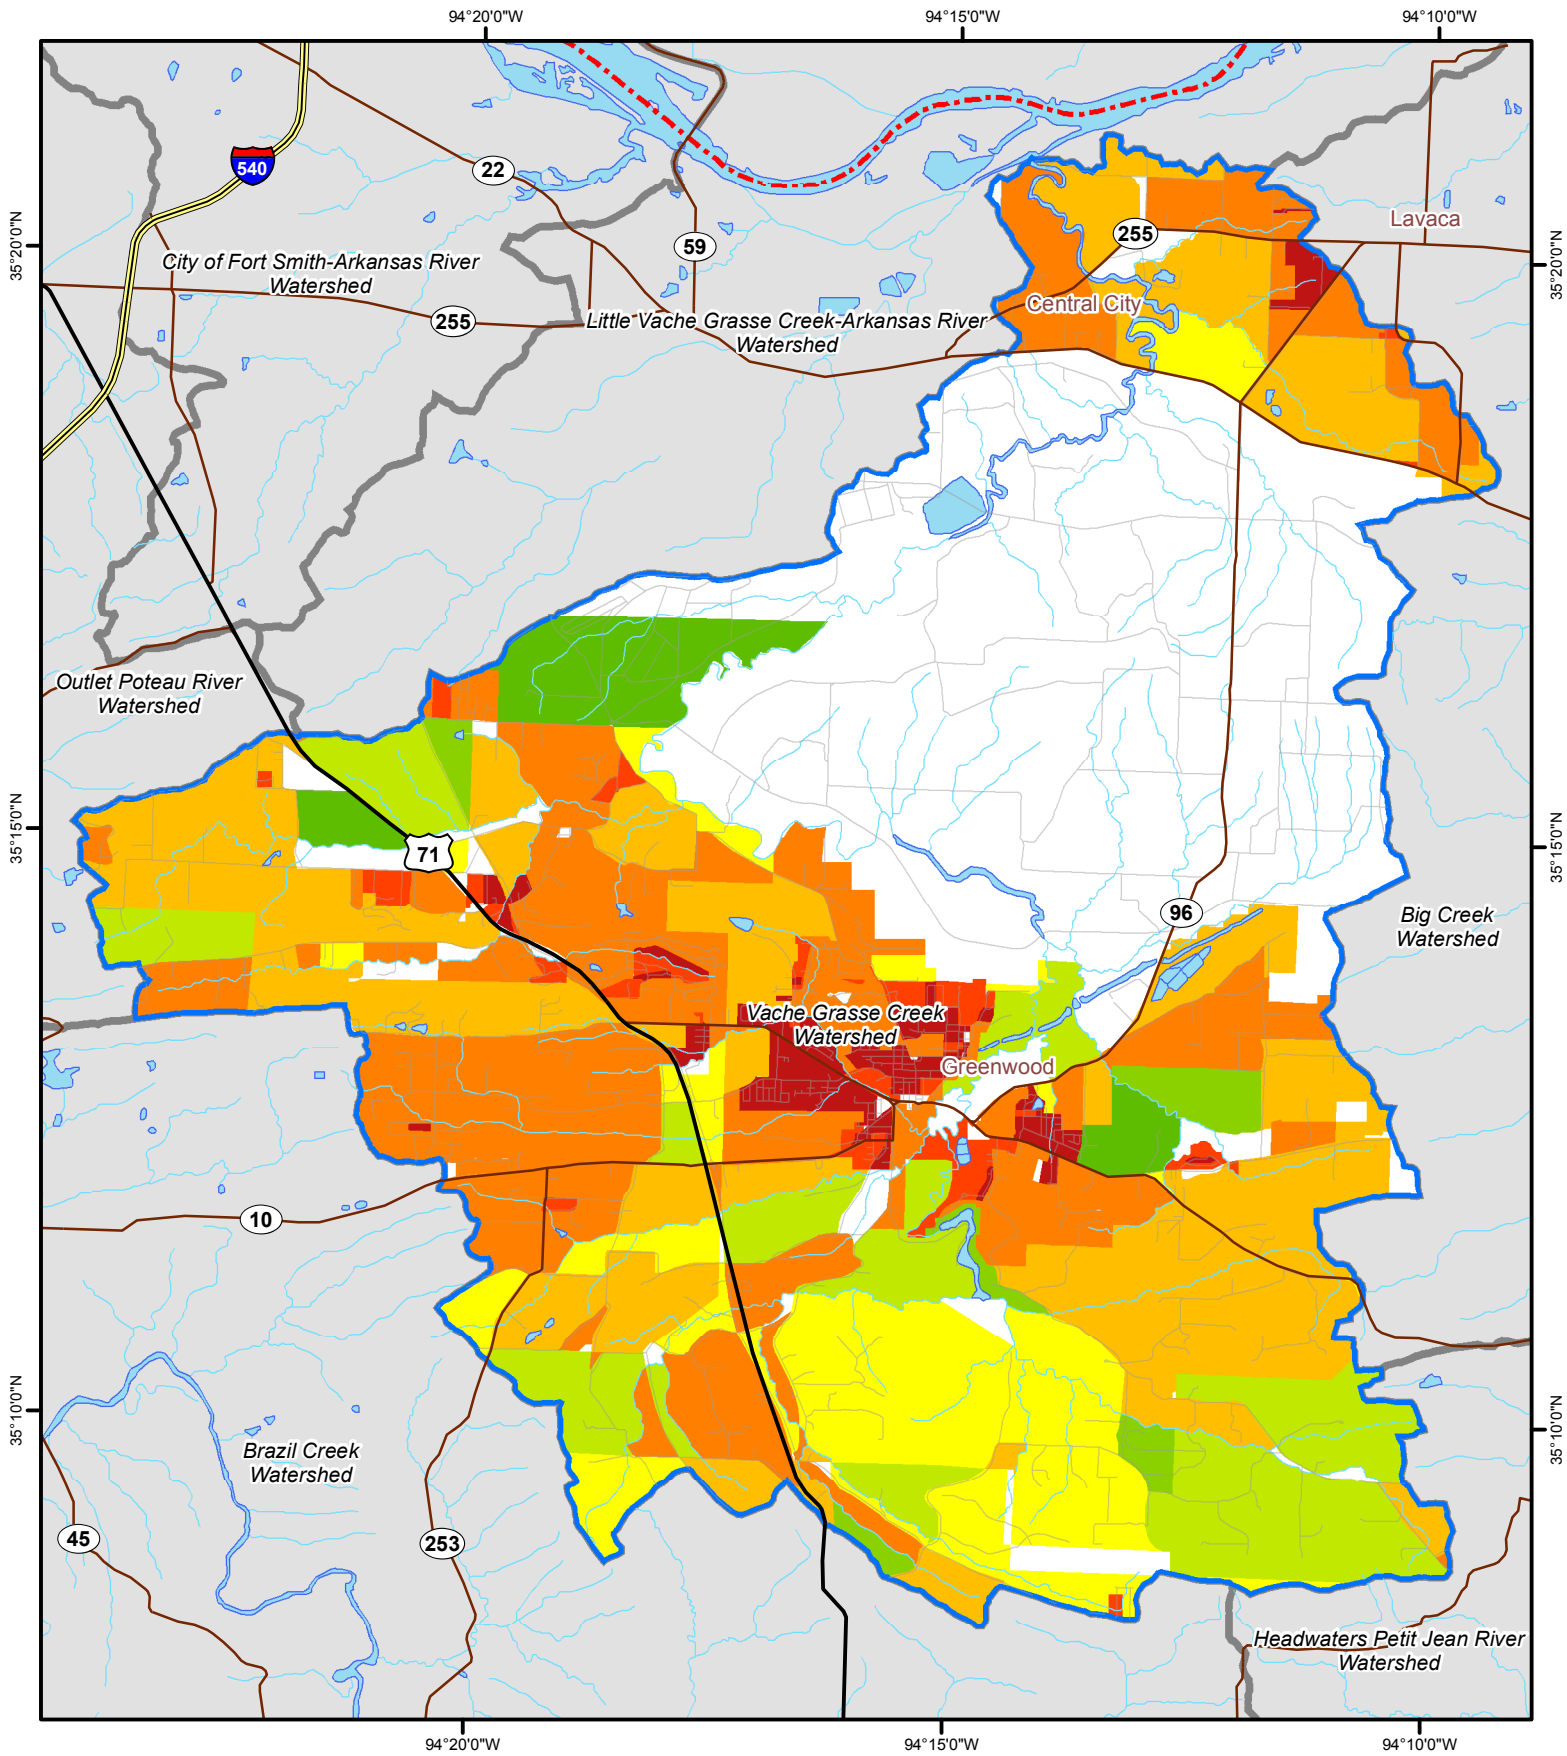 94°20'0"W
94°15'0"W
94°10'0"W
540
22
Lavaca
59
255
35°20'0"N
35°20'0"N
City of Fort Smith-Arkansas River
Watershed
Central City
255
Little Vache Grasse Creek-Arkansas River
Watershed
Outlet Poteau River
Watershed
35°15'0"N
35°15'0"N
71
96
Big Creek
Watershed
Vache Grasse Creek
Watershed
Greenwood
10
35°10'0"N
35°10'0"N
Brazil Creek
Watershed
45
253
Headwaters Petit Jean River
Watershed
94°20'0"W
94°15'0"W
94°10'0"W